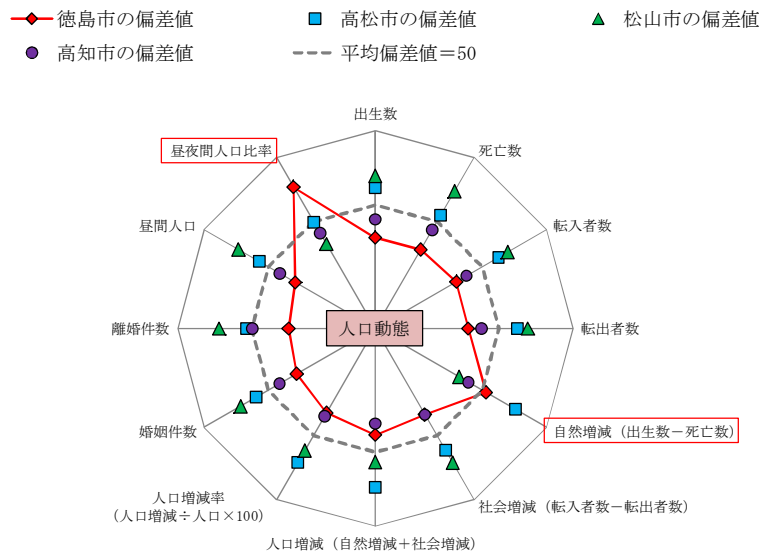 徳島市の偏差値
高松市の偏差値
松山市の偏差値
高知市の偏差値
平均偏差値＝50
出生数
昼夜間人口比率
死亡数
昼間人口
転入者数
離婚件数
人口動態
転出者数
婚姻件数
自然増減（出生数－死亡数）
人口増減率
（人口増減÷人口×100）
社会増減（転入者数－転出者数）
人口増減（自然増減＋社会増減）